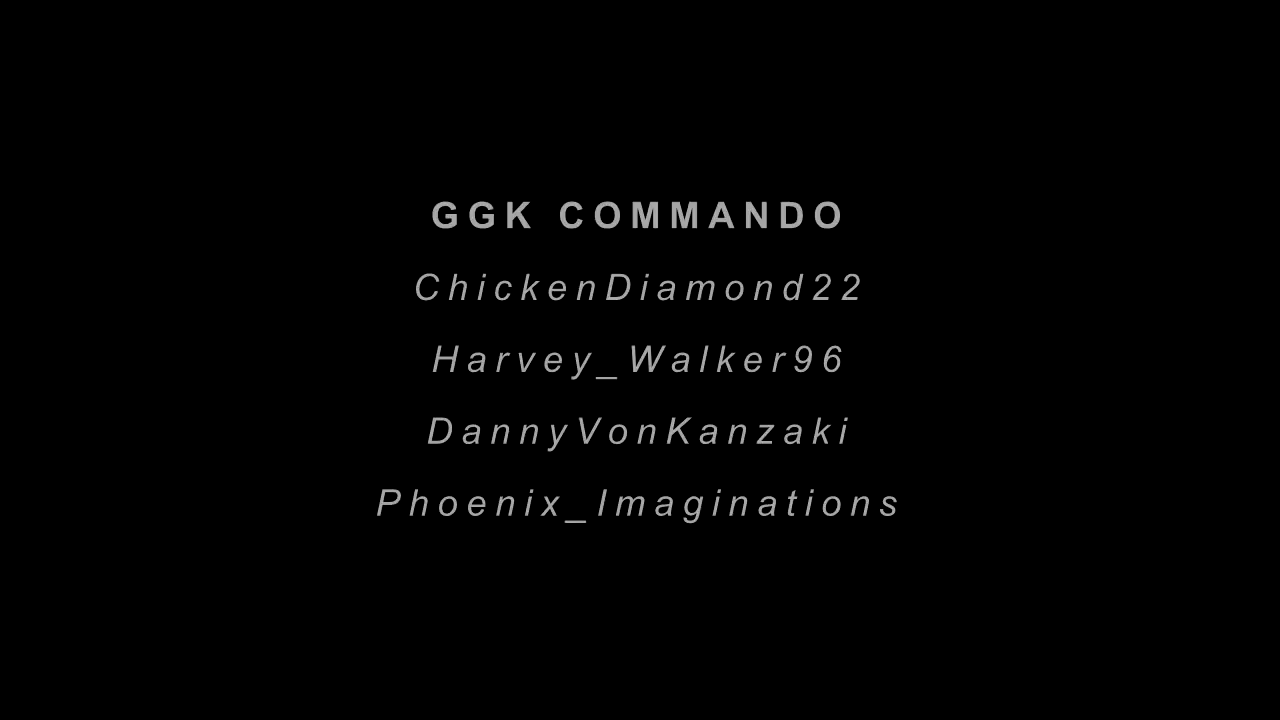 GGK COMMANDO
ChickenDiamond22
Harvey_Walker96
DannyVonKanzaki
Phoenix_Imaginations